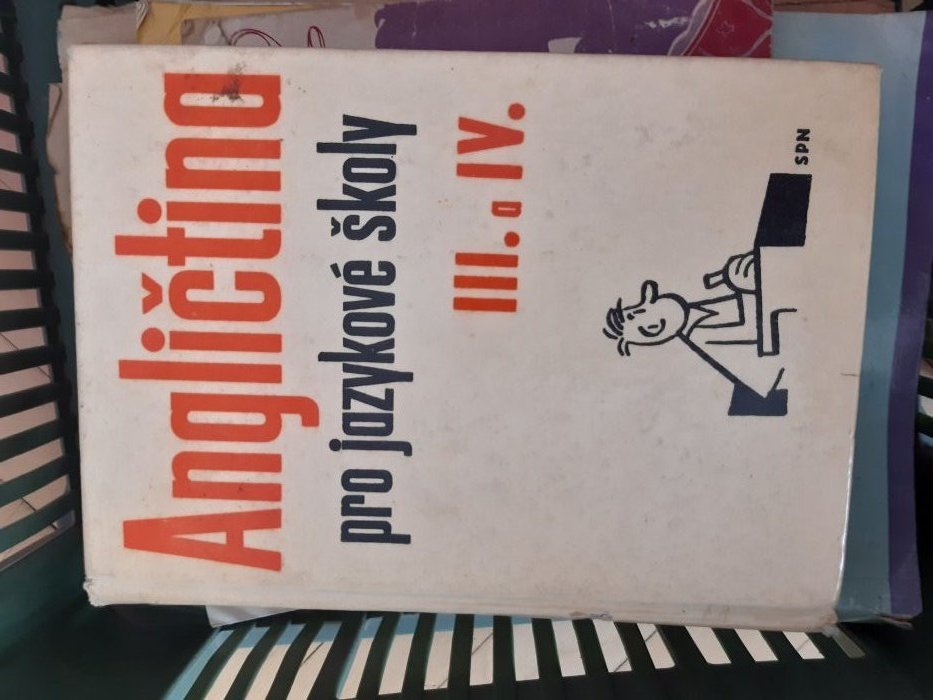 Angličtina
pro jazykové školy
III. a IV.
SPN